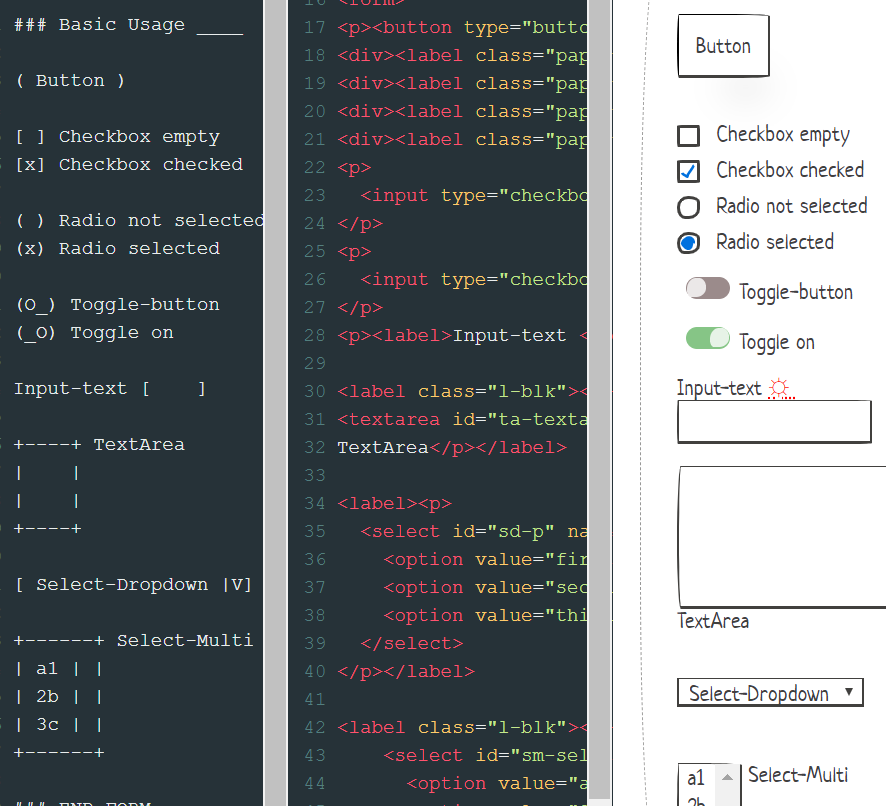 ### Basic Usage ____
( Button )
[ ] Checkbox empty
[x] Checkbox checked
( ) Radio not selected
(x) Radio selected
(O_) Toggle-button
(_O) Toggle on
Input-text [    ]
+----+ TextArea
|    |
|    |
+----+
[ Select-Dropdown |V]
+------+ Select-Multi
| a1 | |
| 2b | |
| 3c | |
+------+
### END FORM
16 <form>
17 <p><button type="butto
18 <div><label class="pap
19 <div><label class="pap
20 <div><label class="pap
21 <div><label class="pap
22 <p>
23   <input type="checkbo
24 </p>
25 <p>
26   <input type="checkbo
27 </p>
28 <p><label>Input-text <
29
30 <label class="l-blk"><
31 <textarea id="ta-texta
32 TextArea</p></label>
33
34 <label><p>
35   <select id="sd-p" na
36     <option value="fir
37     <option value="sec
38     <option value="thi
39   </select>
40 </p></label>
41
42 <label class="l-blk"><
43     <select id="sm-sel
44       <option value="a
Button
Checkbox empty
Checkbox checked
Radio not selected
Radio selected
Toggle-button
Toggle on
Input-text
TextArea
Select-Dropdown ▼
a1 Select-Multi
2b